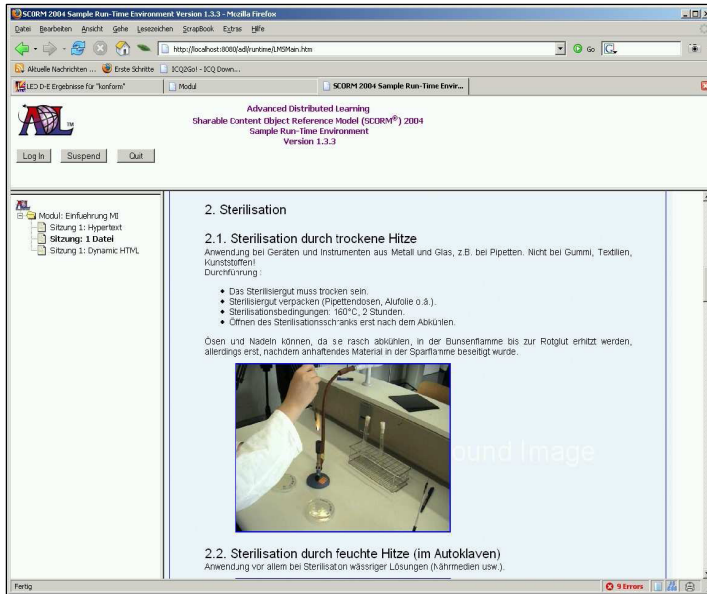 SCORM 2004 Sample Run-Time Environment Version 1.3.3 - Mozilla Firefox
Datei Bearbeiten Ansicht Gehe Lesezeichen ScrapBook Extras Hilfe
http://localhost:8080/adl/runtime/LMSMain.htm
Go
Aktuelle Nachrichten ... Erste Schritte ICQ2Go! - ICQ Down...
LEO D-E Ergebnisse für "konform" Modul SCORM 2004 Sample Run-Time Envir...
ADL TM
Advanced Distributed Learning
Sharable Content Object Reference Model (SCORM®) 2004
Sample Run-Time Environment
Version 1.3.3
Log In Suspend Quit
Modul: Einfuehrung MI
Sitzung 1: Hypertext
Sitzung: 1 Datei
Sitzung 1: Dynamic HTML
2. Sterilisation
2.1. Sterilisation durch trockene Hitze
Anwendung bei Geräten und Instrumenten aus Metall und Glas, z.B. bei Pipetten. Nicht bei Gummi, Textilien,
Kunststoffen!
Durchführung:
Das Sterilisiergut muss trocken sein.
Sterilisiergut verpacken (Pipettendosen, Alufolie o.ä.).
Sterilisationsbedingungen: 160°C, 2 Stunden.
Öffnen des Sterilisationsschranks erst nach dem Abkühlen.
Ösen und Nadeln können, da sie rasch abkühlen, in der Bunsenflamme bis zur Rotglut erhitzt werden,
allerdings erst, nachdem anhaftendes Material in der Sparflamme beseitigt wurde.
ound Image
2.2. Sterilisation durch feuchte Hitze (im Autoklaven)
Anwendung vor allem bei Sterilisation wässriger Lösungen (Nährmedien usw.).
Fertig
9 Errors